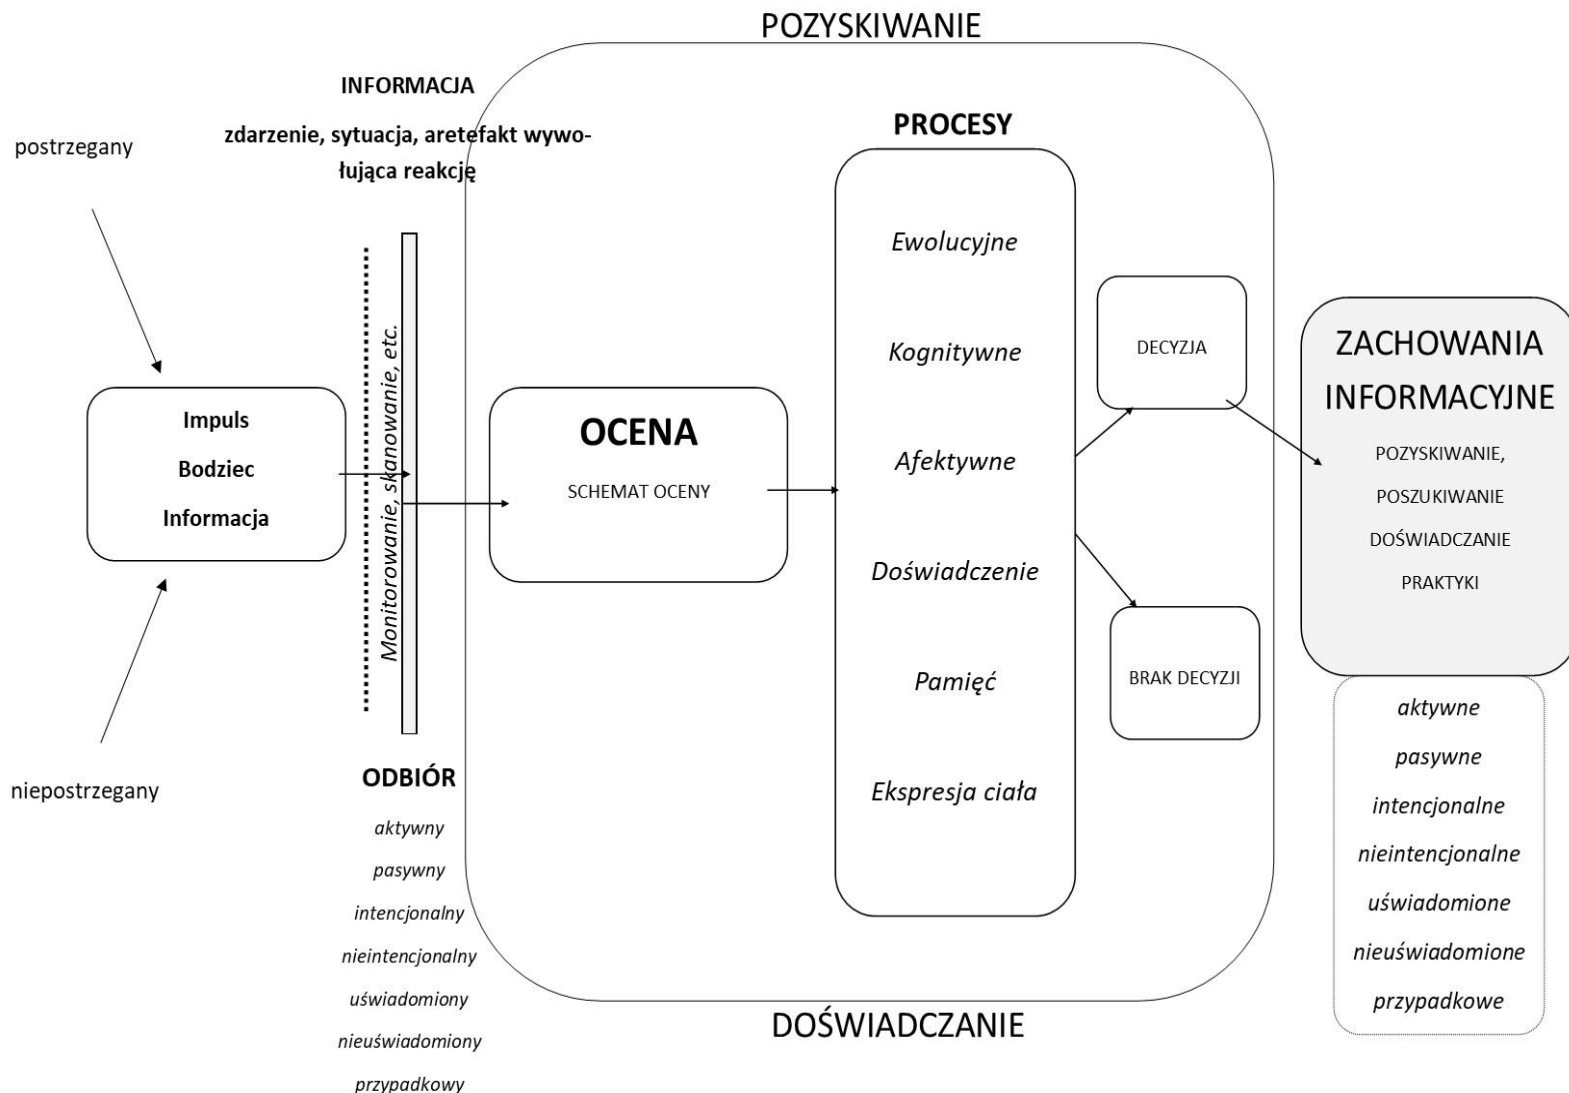 POZYSKIWANIE
INFORMACJA
zdarzenie, sytuacja, aretefakt wywo-
łująca reakcję
postrzegany
niepostrzegany
Impuls
Bodziec
Informacja
Monitorowanie, skanowanie, etc.
ODBIÓR
aktywny
pasywny
intencjonalny
nieintencjonalny
uświadomiony
nieuświadomiony
przypadkowy
OCENA
SCHEMAT OCENY
PROCESY
Ewolucyjne
Kognitywne
Afektywne
Doświadczenie
Pamięć
Ekspresja ciała
DECYZJA
BRAK DECYZJI
ZACHOWANIA
INFORMACYJNE
POZYSKIWANIE,
POSZUKIWANIE
DOŚWIADCZANIE
PRAKTYKI
aktywne
pasywne
intencjonalne
nieintencjonalne
uświadomione
nieuświadomione
przypadkowe
DOŚWIADCZANIE